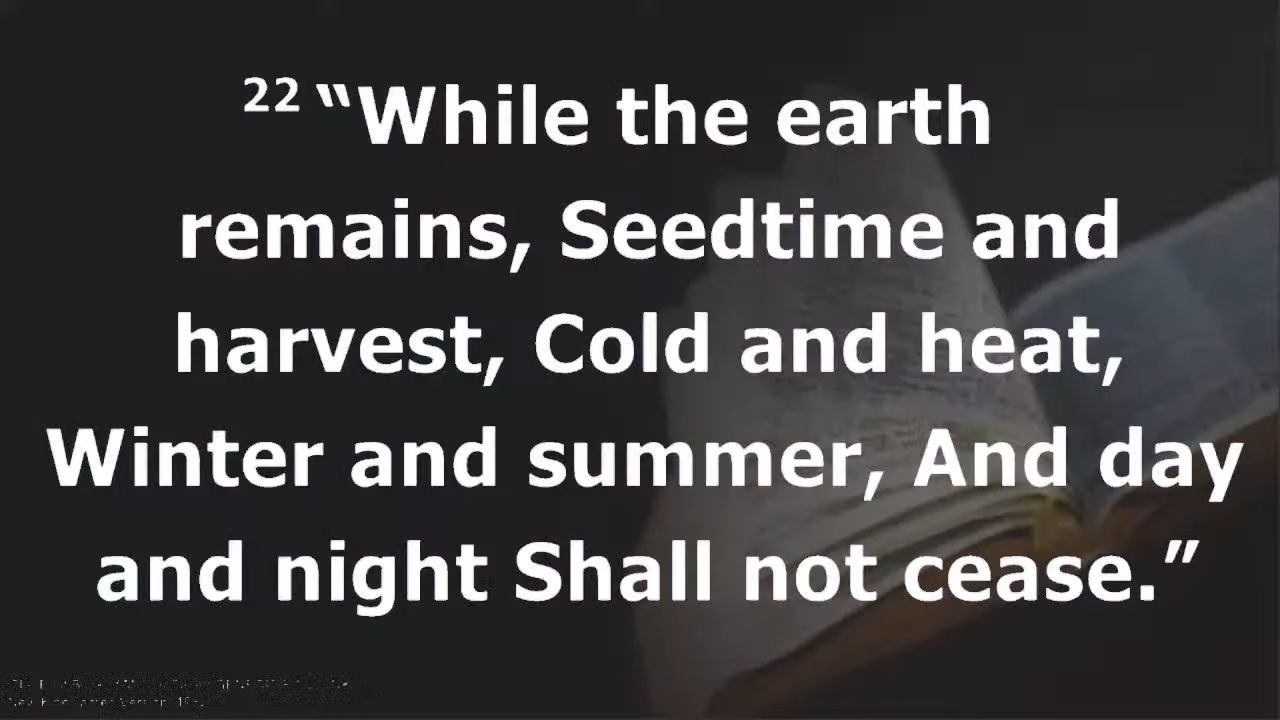 22 “While the earth
remains, Seedtime and
harvest, Cold and heat,
Winter and summer, And day
and night Shall not cease.”